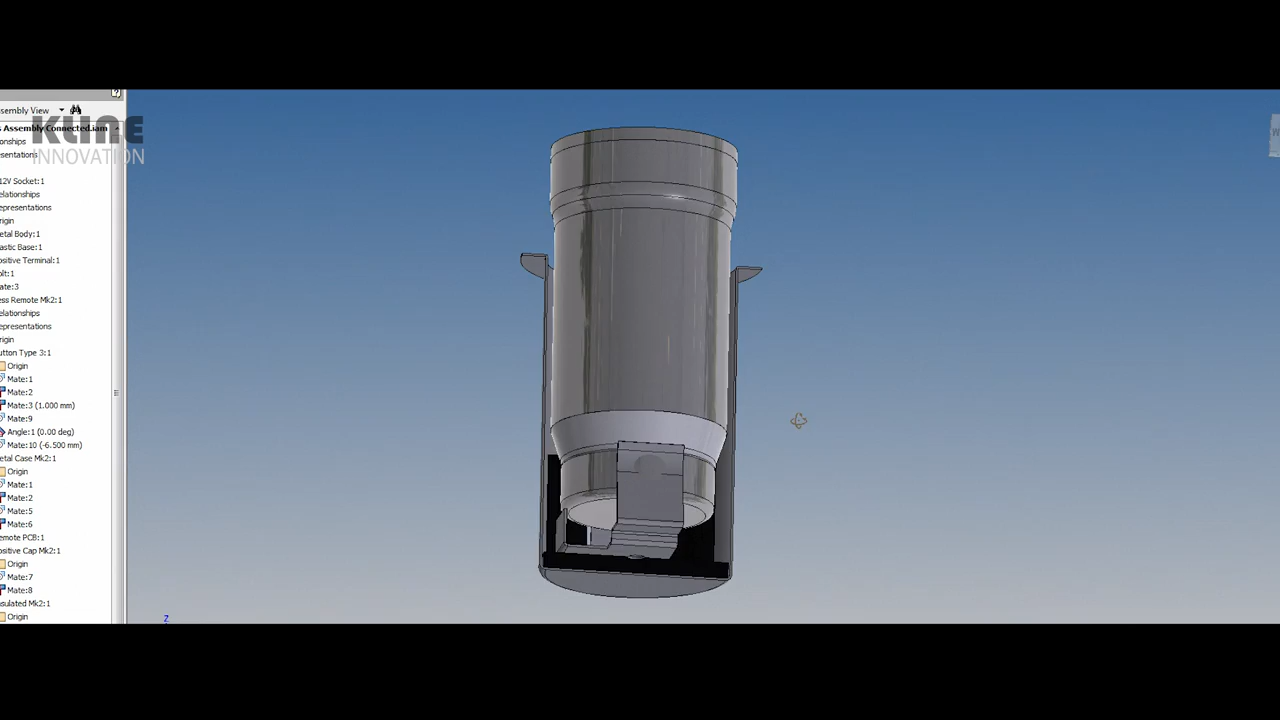 sembly View
s Assembly Connected.iam
KLINE
INNOVATION
onships
esentations
12V Socket:1
elationships
epresentations
rigin
etal Body:1
astic Base:1
ositive Terminal:1
olt:1
ate:3
ess Remote Mk2:1
elationships
epresentations
rigin
utton Type 3:1
Origin
Mate:1
Mate:2
Mate:3 (1.000 mm)
Mate:9
Angle:1 (0.00 deg)
Mate:10 (-6.500 mm)
etal Case Mk2:1
Origin
Mate:1
Mate:2
Mate:5
Mate:6
emote PCB:1
ositive Cap Mk2:1
Origin
Mate:7
Mate:8
nsulated Mk2:1
Origin
Z